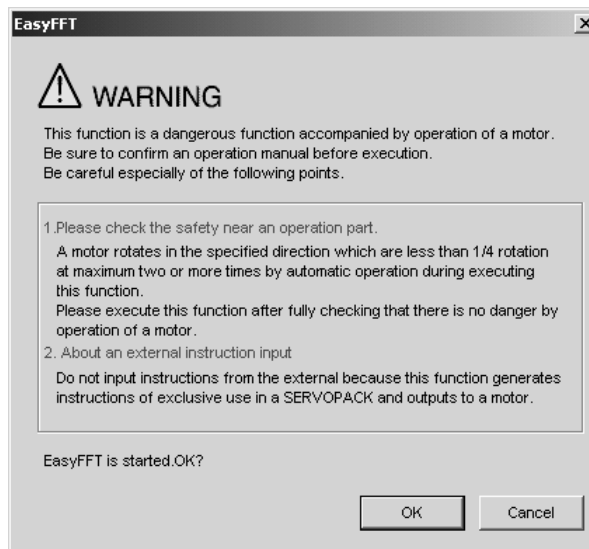 EasyFFT
WARNING
This function is a dangerous function accompanied by operation of a motor.
Be sure to confirm an operation manual before execution.
Be careful especially of the following points.
1.Please check the safety near an operation part.
A motor rotates in the specified direction which are less than 1/4 rotation
at maximum two or more times by automatic operation during executing
this function.
Please execute this function after fully checking that there is no danger by
operation of a motor.
2. About an external instruction input
Do not input instructions from the external because this function generates
instructions of exclusive use in a SERVOPACK and outputs to a motor.
EasyFFT is started.OK?
OK
Cancel